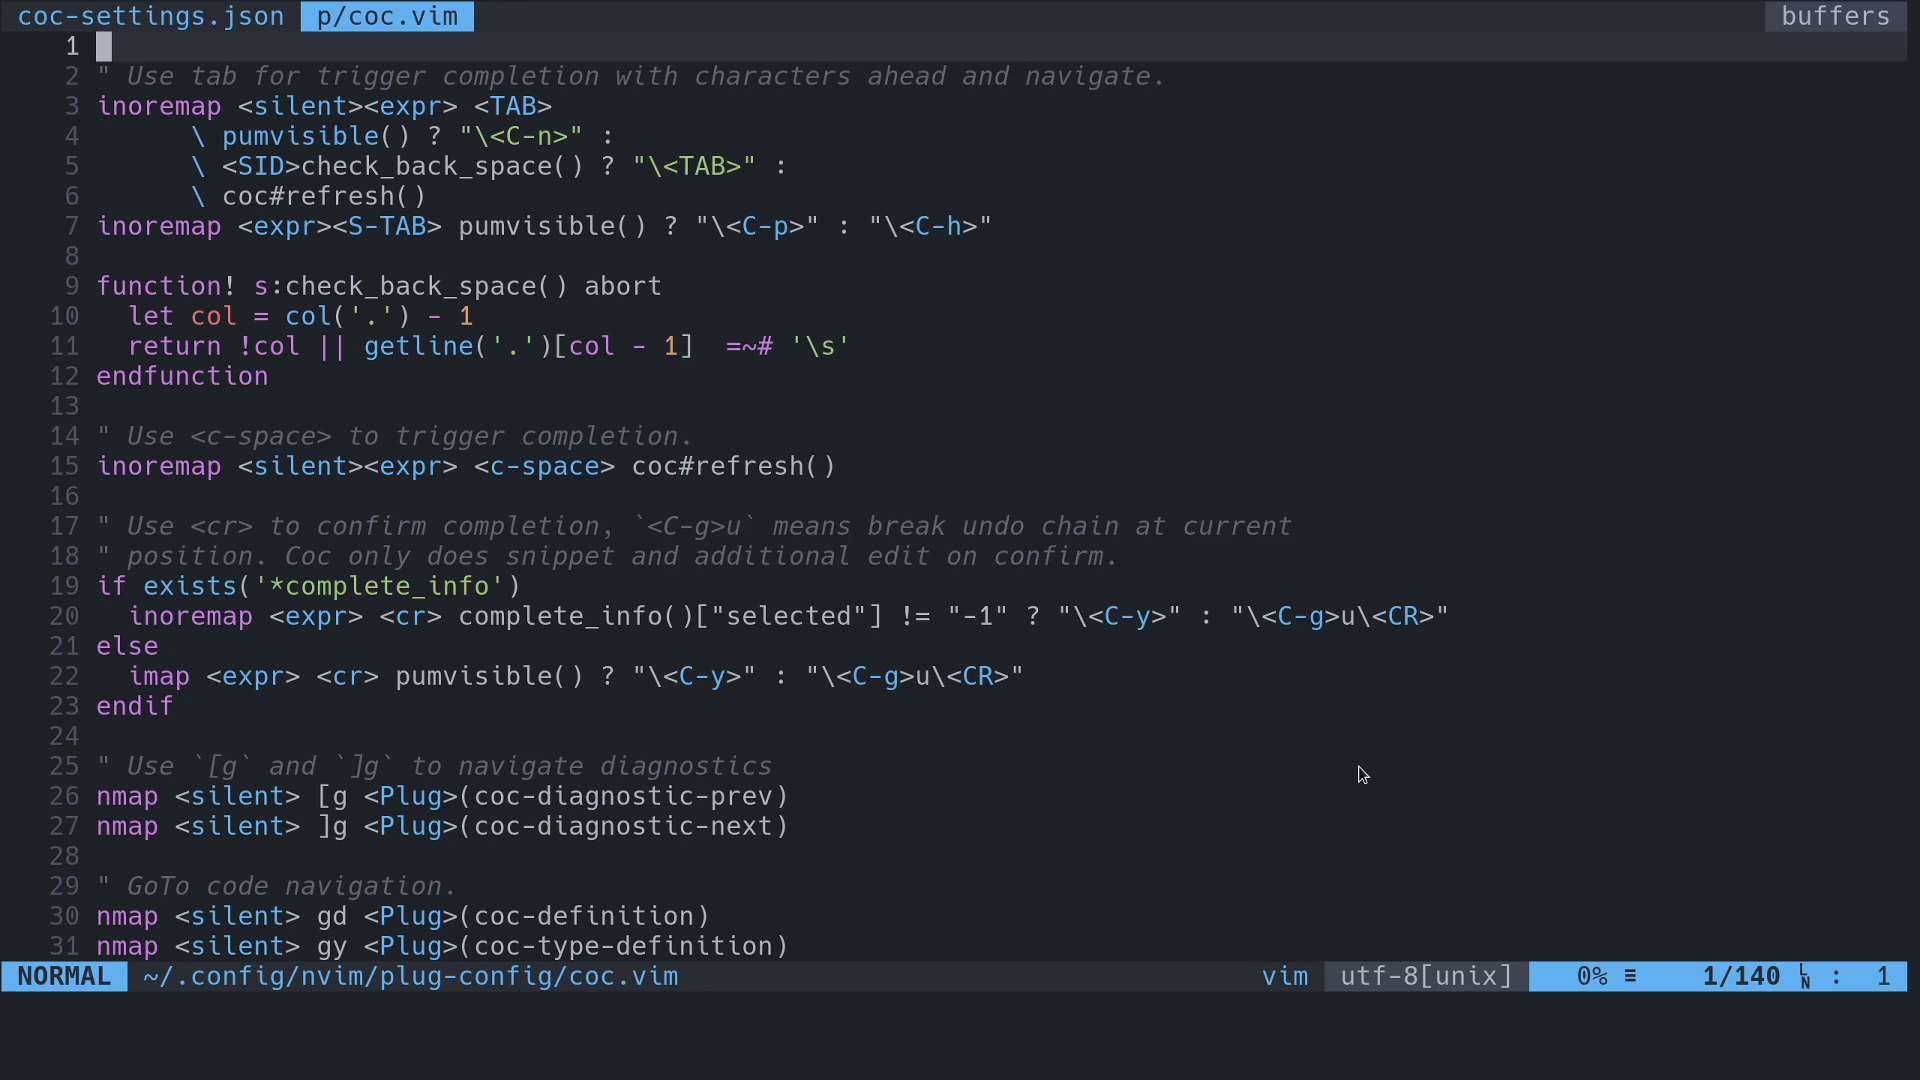 coc-settings.json p/coc.vim buffers
1
2 " Use tab for trigger completion with characters ahead and navigate.
3 inoremap <silent><expr> <TAB>
4       \ pumvisible() ? "\<C-n>" :
5       \ <SID>check_back_space() ? "\<TAB>" :
6       \ coc#refresh()
7 inoremap <expr><S-TAB> pumvisible() ? "\<C-p>" : "\<C-h>"
8
9 function! s:check_back_space() abort
10   let col = col('.') - 1
11   return !col || getline('.')[col - 1]  =~# '\s'
12 endfunction
13
14 " Use <c-space> to trigger completion.
15 inoremap <silent><expr> <c-space> coc#refresh()
16
17 " Use <cr> to confirm completion, `<C-g>u` means break undo chain at current
18 " position. Coc only does snippet and additional edit on confirm.
19 if exists('*complete_info')
20   inoremap <expr> <cr> complete_info()["selected"] != "-1" ? "\<C-y>" : "\<C-g>u\<CR>"
21 else
22   imap <expr> <cr> pumvisible() ? "\<C-y>" : "\<C-g>u\<CR>"
23 endif
24
25 " Use `[g` and `]g` to navigate diagnostics
26 nmap <silent> [g <Plug>(coc-diagnostic-prev)
27 nmap <silent> ]g <Plug>(coc-diagnostic-next)
28
29 " GoTo code navigation.
30 nmap <silent> gd <Plug>(coc-definition)
31 nmap <silent> gy <Plug>(coc-type-definition)
NORMAL ~/.config/nvim/plug-config/coc.vim vim utf-8[unix] 0% ≡ 1/140 ␤ : 1